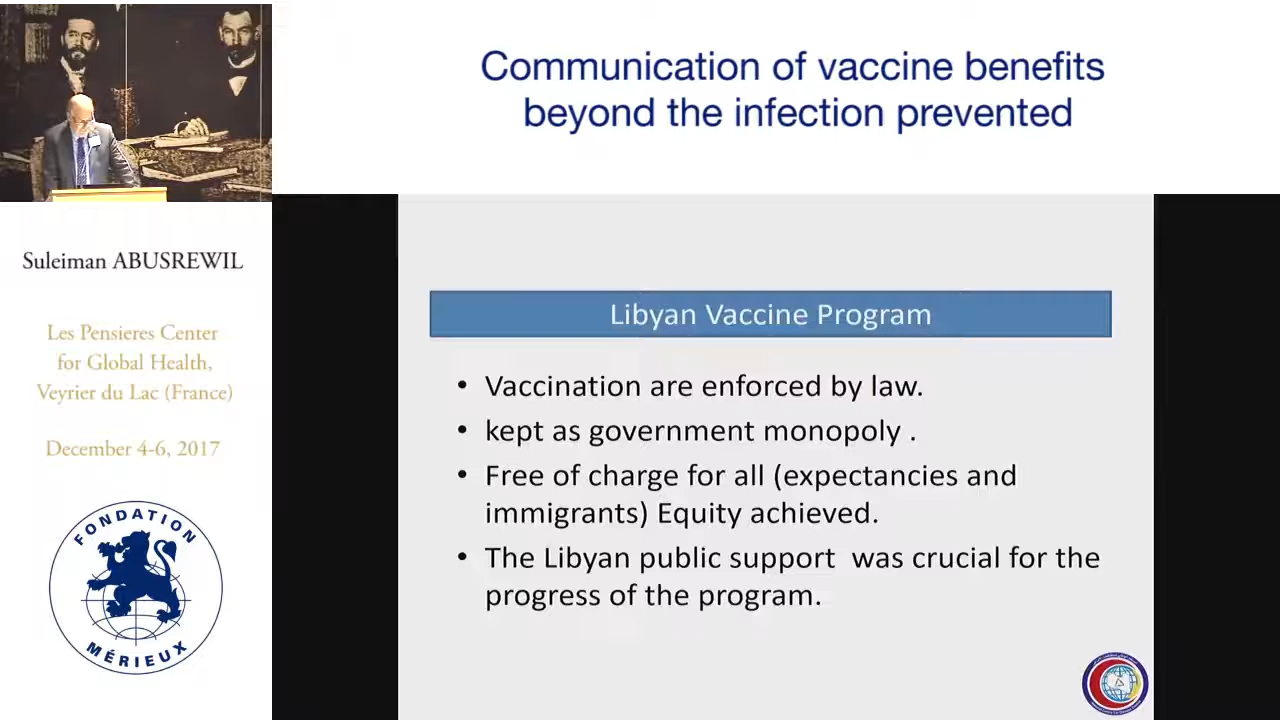 Communication of vaccine benefits
beyond the infection prevented
Suleiman ABUSREWIL
Les Pensieres Center
for Global Health,
Veyrier du Lac (France)
December 4-6, 2017
FONDATION
MÉRIEUX
Libyan Vaccine Program
• Vaccination are enforced by law.
• kept as government monopoly .
• Free of charge for all (expectancies and
immigrants) Equity achieved.
• The Libyan public support was crucial for the
progress of the program.